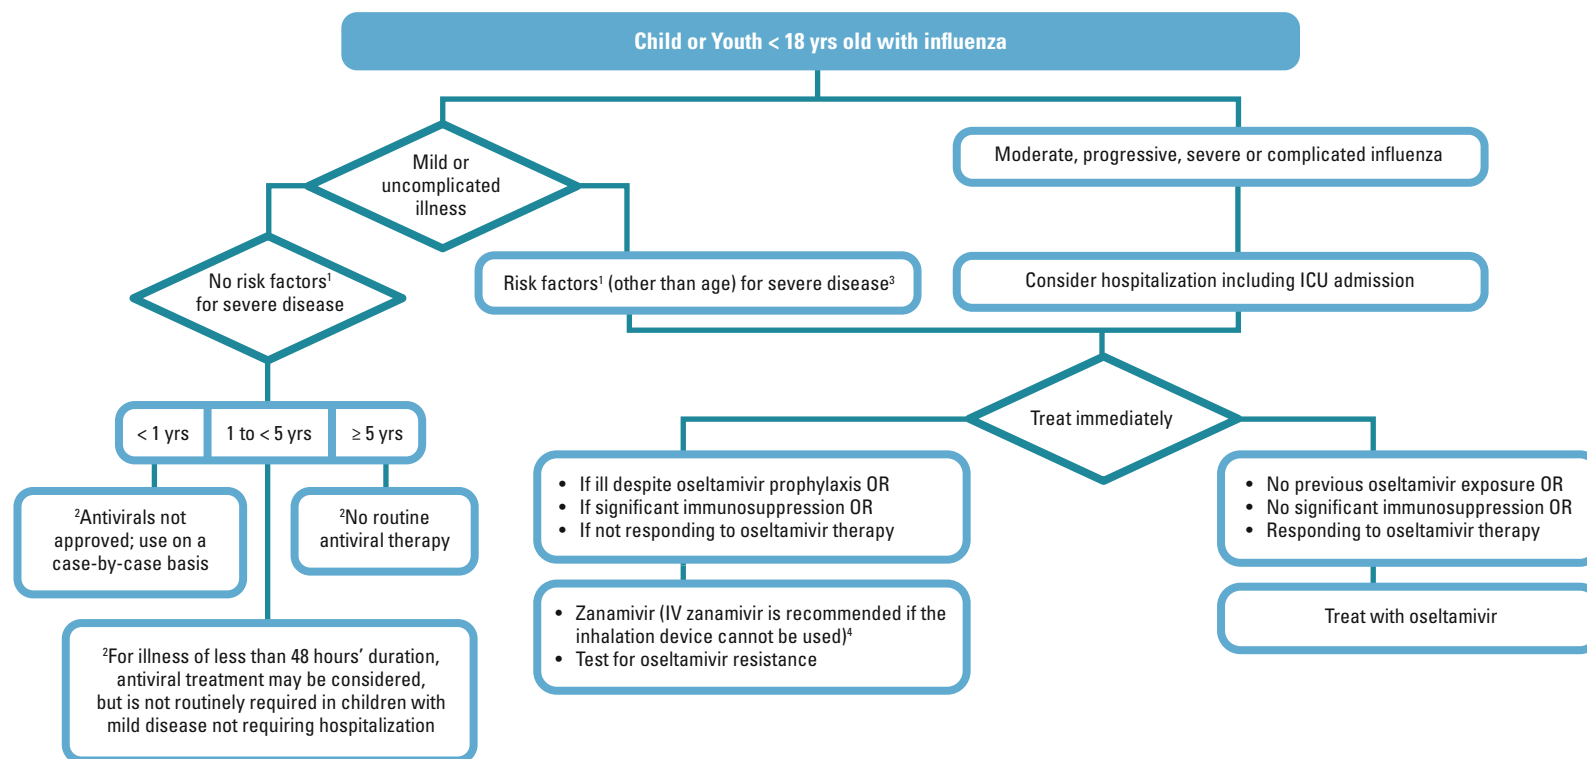 Child or Youth < 18 yrs old with influenza
Mild or
uncomplicated
illness
Moderate, progressive, severe or complicated influenza
No risk factors¹
for severe disease
Risk factors¹ (other than age) for severe disease³
Consider hospitalization including ICU admission
< 1 yrs
1 to < 5 yrs
≥ 5 yrs
Treat immediately
²Antivirals not
approved; use on a
case-by-case basis
²No routine
antiviral therapy
• If ill despite oseltamivir prophylaxis OR
• If significant immunosuppression OR
• If not responding to oseltamivir therapy
• No previous oseltamivir exposure OR
• No significant immunosuppression OR
• Responding to oseltamivir therapy
• Zanamivir (IV zanamivir is recommended if the
inhalation device cannot be used)⁴
• Test for oseltamivir resistance
Treat with oseltamivir
²For illness of less than 48 hours’ duration,
antiviral treatment may be considered,
but is not routinely required in children with
mild disease not requiring hospitalization